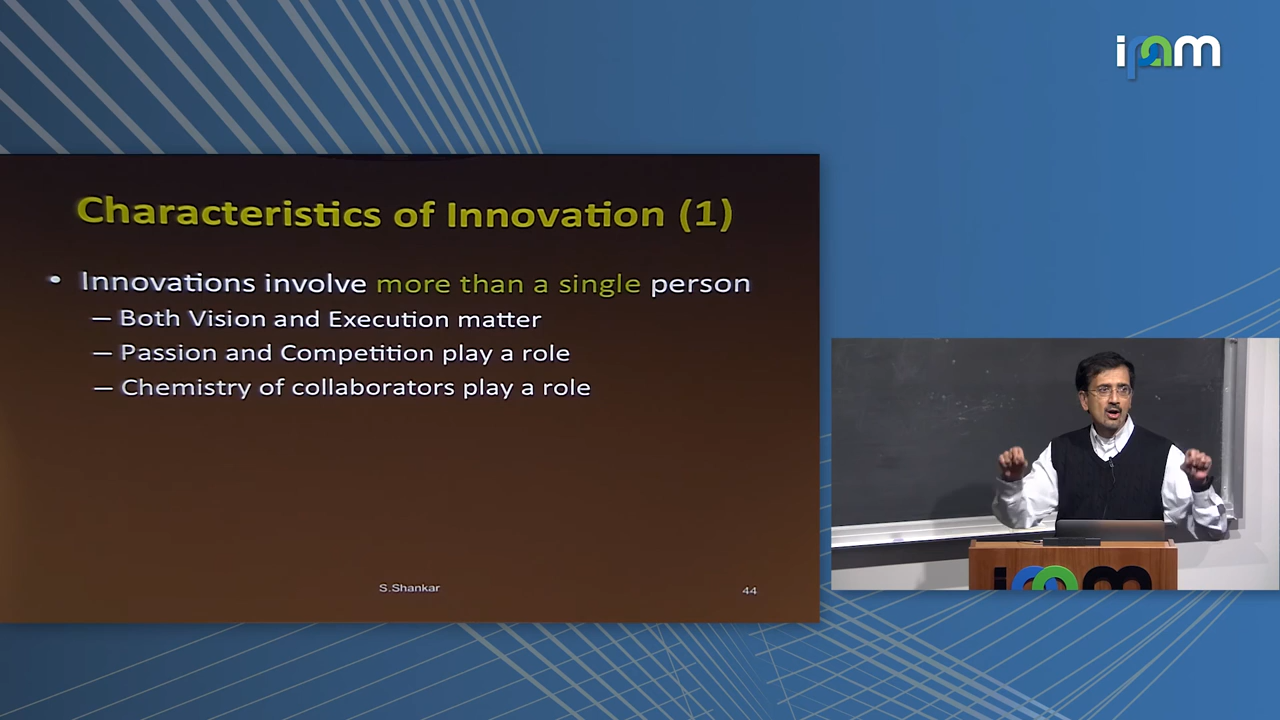 ipam
Characteristics of Innovation (1)
• Innovations involve more than a single person
– Both Vision and Execution matter
– Passion and Competition play a role
– Chemistry of collaborators play a role
S.Shankar
44
ipam